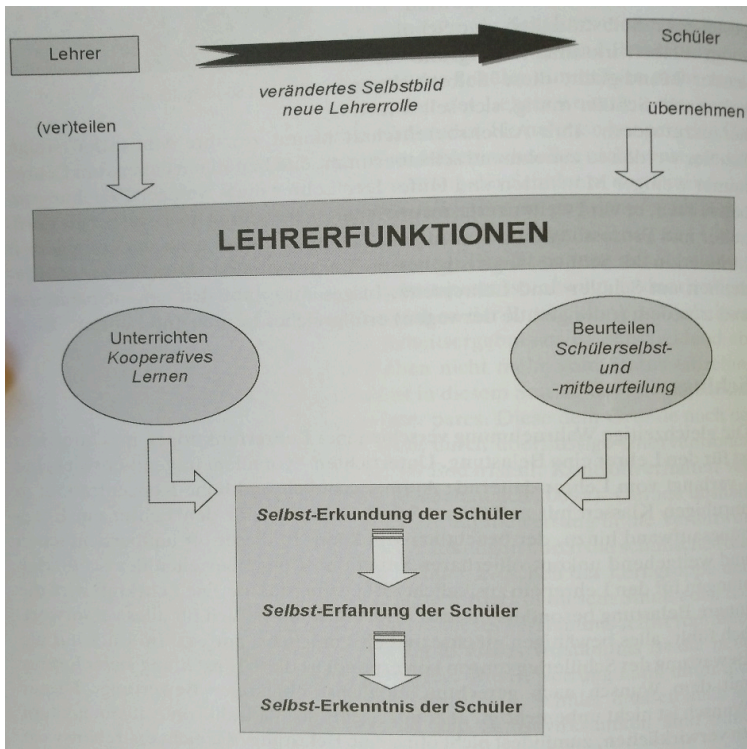 Lehrer
Schüler
verändertes Selbstbild
neue Lehrerrolle
(ver)teilen
übernehmen
LEHRERFUNKTIONEN
Unterrichten
Kooperatives
Lernen
Beurteilen
Schülerselbst-
und
-mitbeurteilung
Selbst-Erkundung der Schüler
Selbst-Erfahrung der Schüler
Selbst-Erkenntnis der Schüler